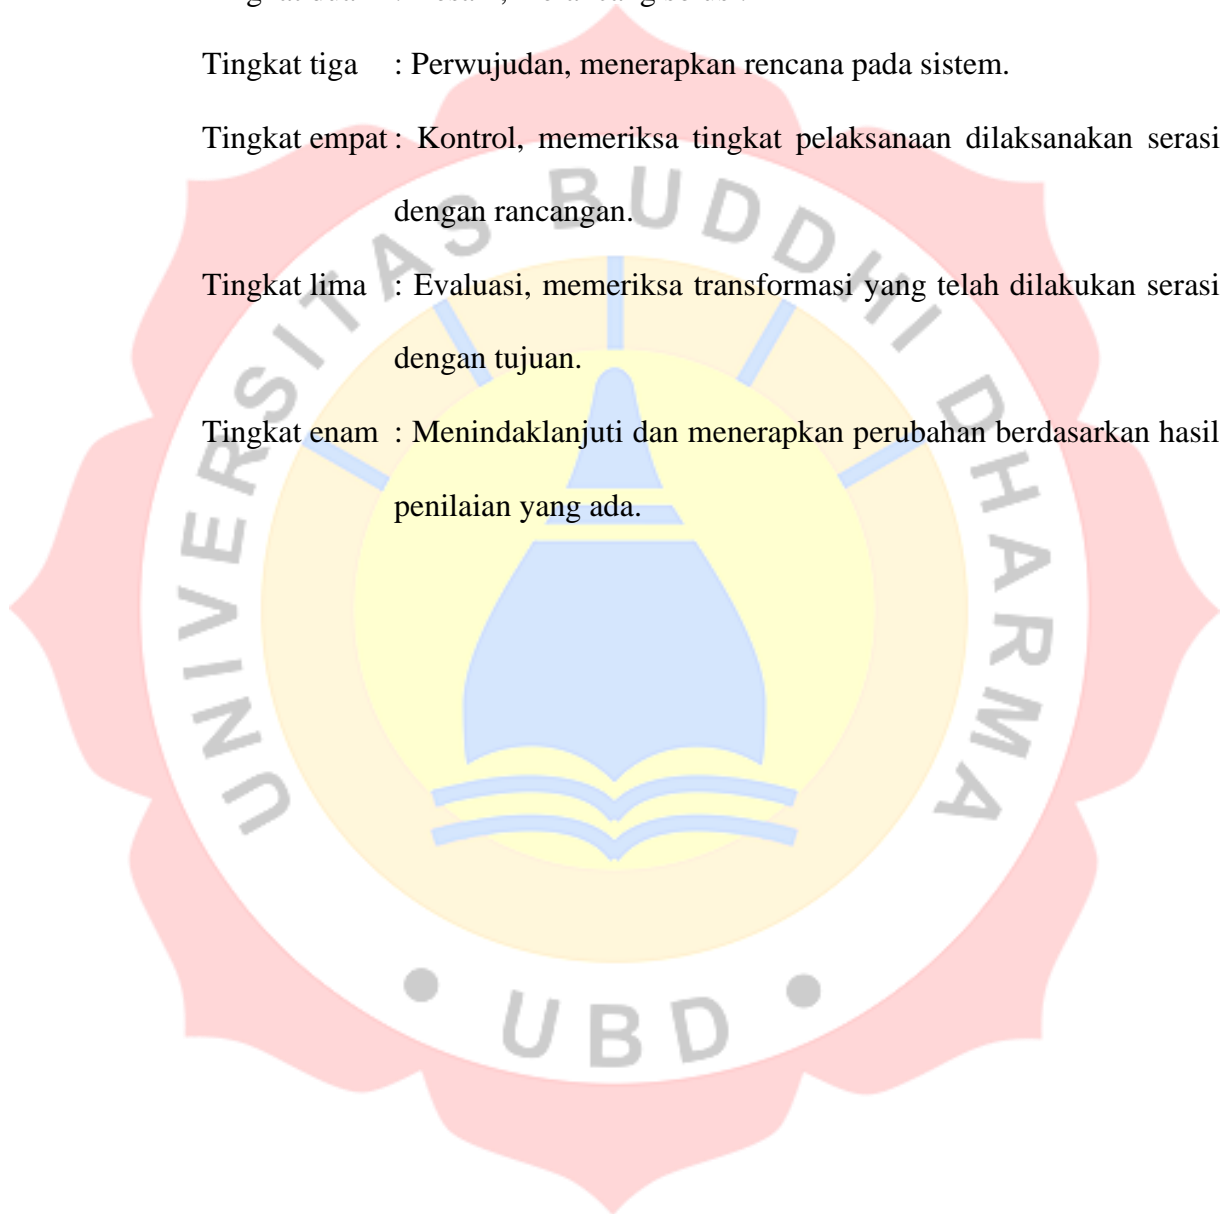 Tingkat tiga : Perwujudan, menerapkan rencana pada sistem.
Tingkat empat : Kontrol, memeriksa tingkat pelaksanaan dilaksanakan serasi
dengan rancangan.
Tingkat lima : Evaluasi, memeriksa transformasi yang telah dilakukan serasi
dengan tujuan.
Tingkat enam : Menindaklanjuti dan menerapkan perubahan berdasarkan hasil
penilaian yang ada.
UNIVERSITAS BUDDHI DHARMA
• UBD •